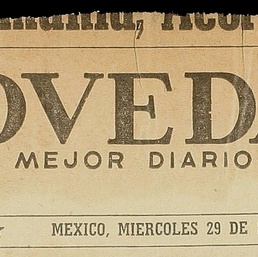 OVEDA
MEJOR DIARIO
MEXICO, MIERCOLES 29 DE